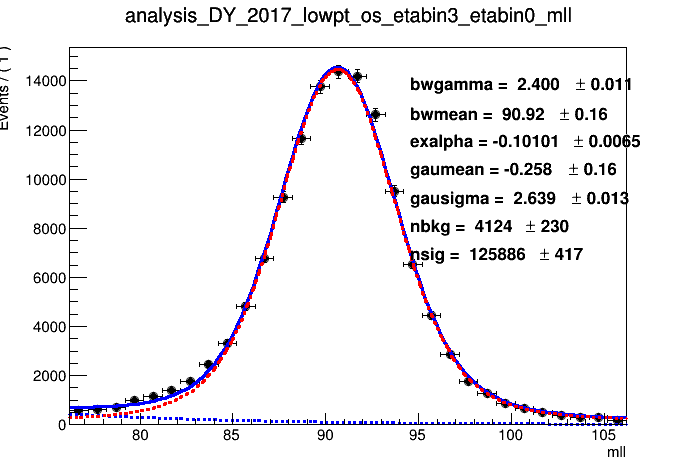 analysis_DY_2017_lowpt_os_etabin3_etabin0_mll
Events / ( 1 )
14000
12000
10000
8000
6000
4000
2000
0
bwgamma = 2.400 ± 0.011
bwmean = 90.92 ± 0.16
exalpha = -0.10101 ± 0.0065
gaumean = -0.258 ± 0.16
gausigma = 2.639 ± 0.013
nbkg = 4124 ± 230
nsig = 125886 ± 417
80 85 90 95 100 105
mll